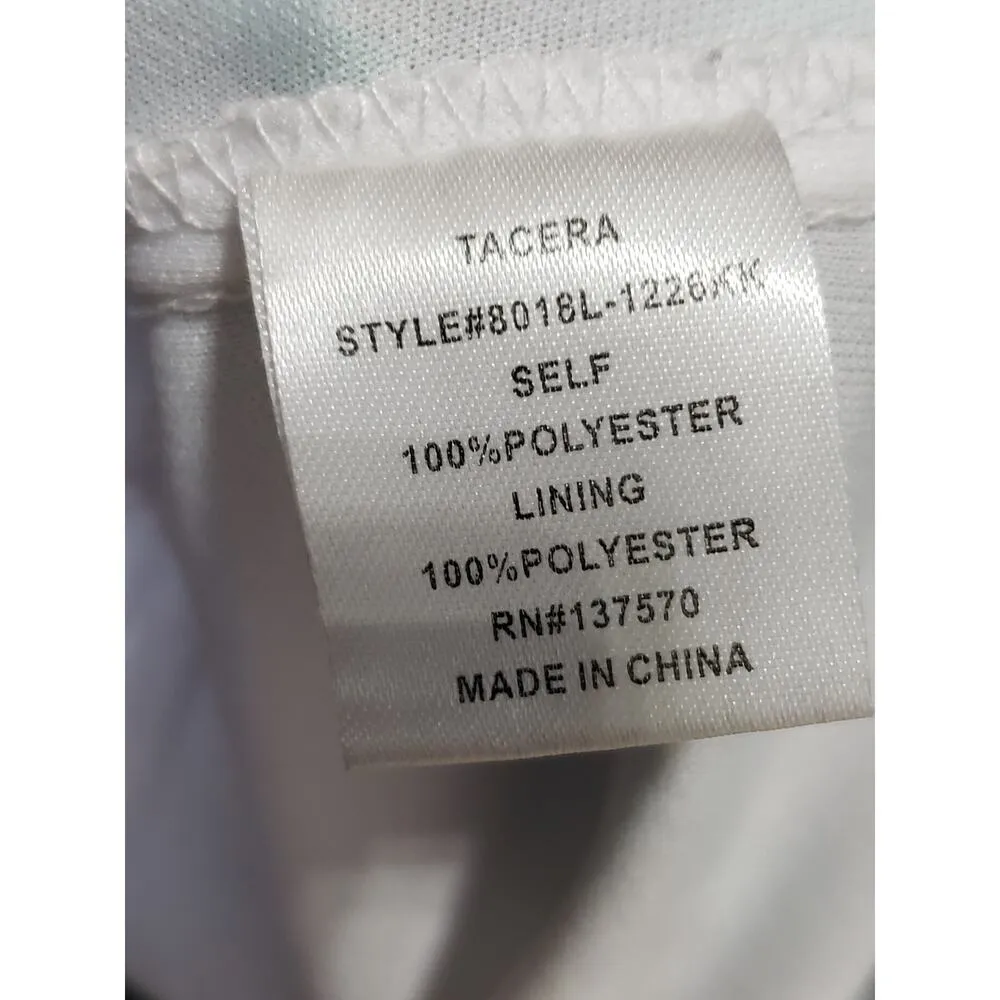 TACERA
STYLE#8018L-1226KK
SELF
100%POLYESTER
LINING
100%POLYESTER
RN#137570
MADE IN CHINA